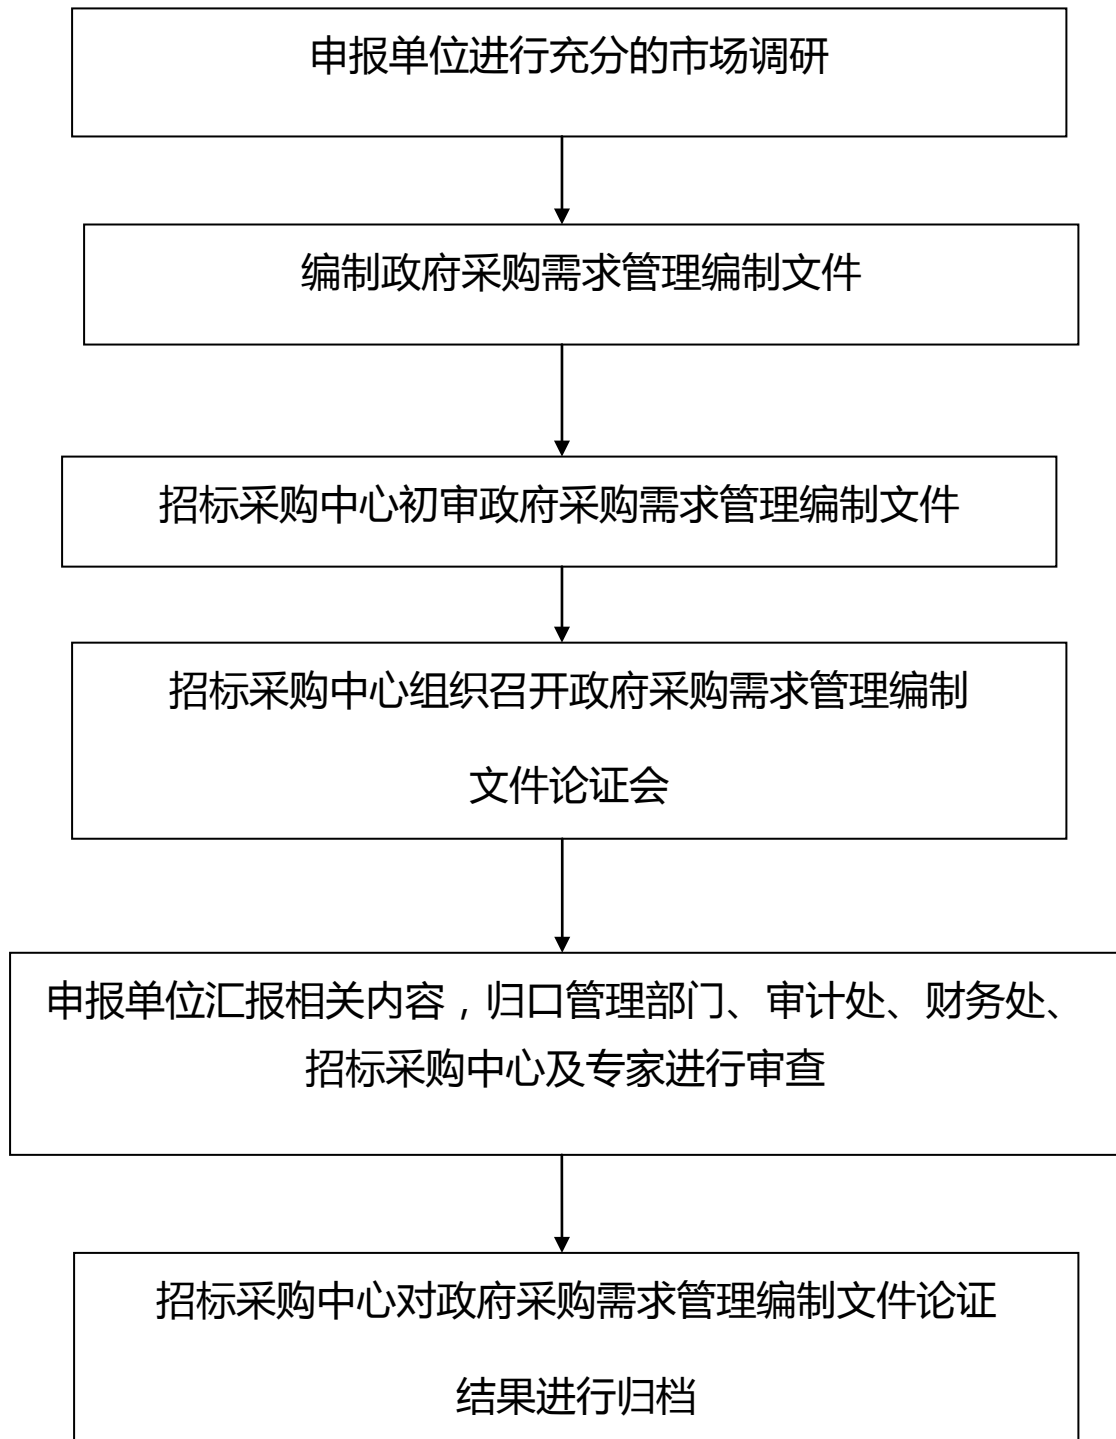 申报单位进行充分的市场调研
编制政府采购需求管理编制文件
招标采购中心初审政府采购需求管理编制文件
招标采购中心组织召开政府采购需求管理编制
文件论证会
申报单位汇报相关内容，归口管理部门、审计处、财务处、
招标采购中心及专家进行审查
招标采购中心对政府采购需求管理编制文件论证
结果进行归档